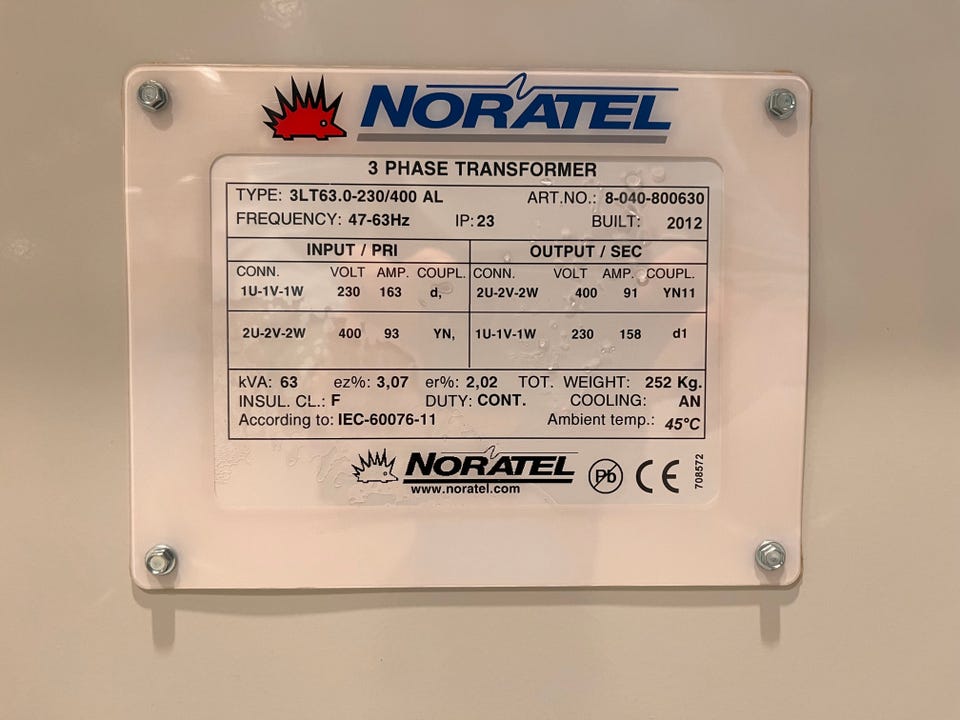 NORATEL
3 PHASE TRANSFORMER
TYPE: 3LT63.0-230/400 AL ART.NO.: 8-040-800630
FREQUENCY: 47-63Hz IP: 23 BUILT: 2012
INPUT / PRI OUTPUT / SEC
CONN. VOLT AMP. COUPL. CONN. VOLT AMP. COUPL.
1U-1V-1W 230 163 d, 2U-2V-2W 400 91 YN11
2U-2V-2W 400 93 YN, 1U-1V-1W 230 158 d1
kVA: 63 ez%: 3,07 er%: 2,02 TOT. WEIGHT: 252 Kg.
INSUL. CL.: F DUTY: CONT. COOLING: AN
According to: IEC-60076-11 Ambient temp.: 45°C
NORATEL Pb CE 708572
www.noratel.com